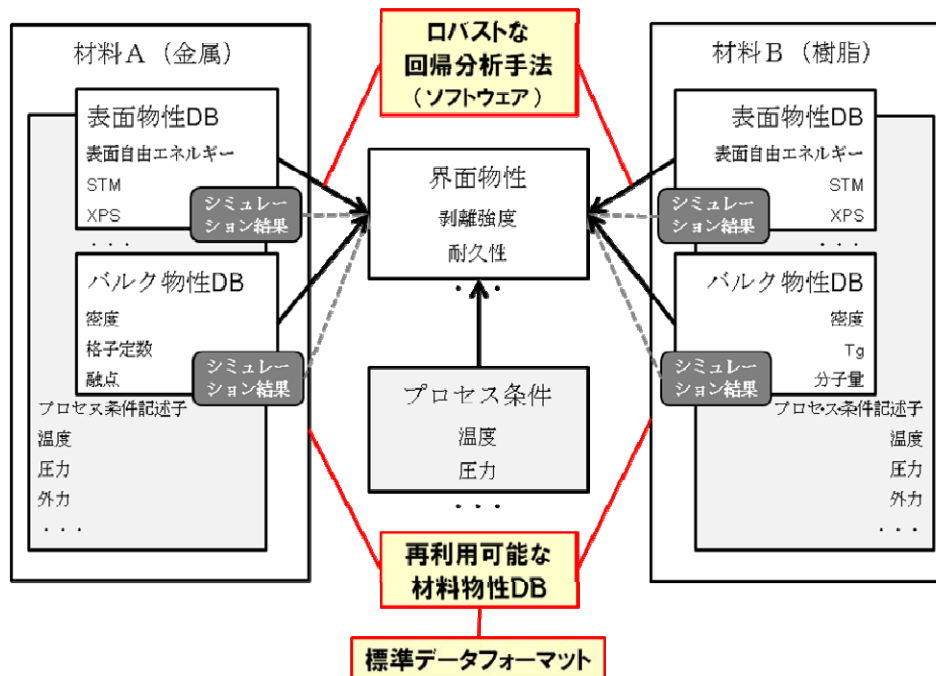 材料A（金属）
表面物性DB
表面自由エネルギー
STM
XPS
シミュレー
ション結果
・・・
バルク物性DB
密度
格子定数
融点
シミュレー
ション結果
プロセス条件記述子
温度
圧力
外力
・・・
ロバストな
回帰分析手法
（ソフトウェア）
界面物性
剥離強度
耐久性
・・・
プロセス条件
温度
圧力
・・・
再利用可能な
材料物性DB
標準データフォーマット
材料B（樹脂）
表面物性DB
表面自由エネルギー
STM
XPS
シミュレー
ション結果
・・・
バルク物性DB
密度
Tg
分子量
シミュレー
ション結果
プロセス条件記述子
温度
圧力
外力
・・・